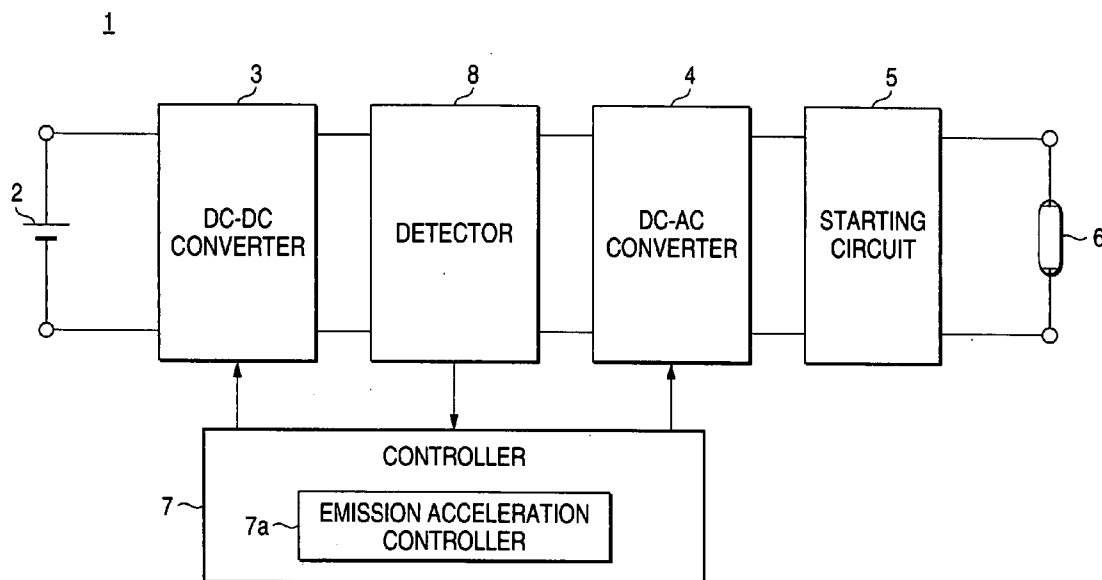 1
3
8
4
5
2
DC-DC
CONVERTER
DETECTOR
DC-AC
CONVERTER
STARTING
CIRCUIT
6
CONTROLLER
7
7a
EMISSION ACCELERATION
CONTROLLER